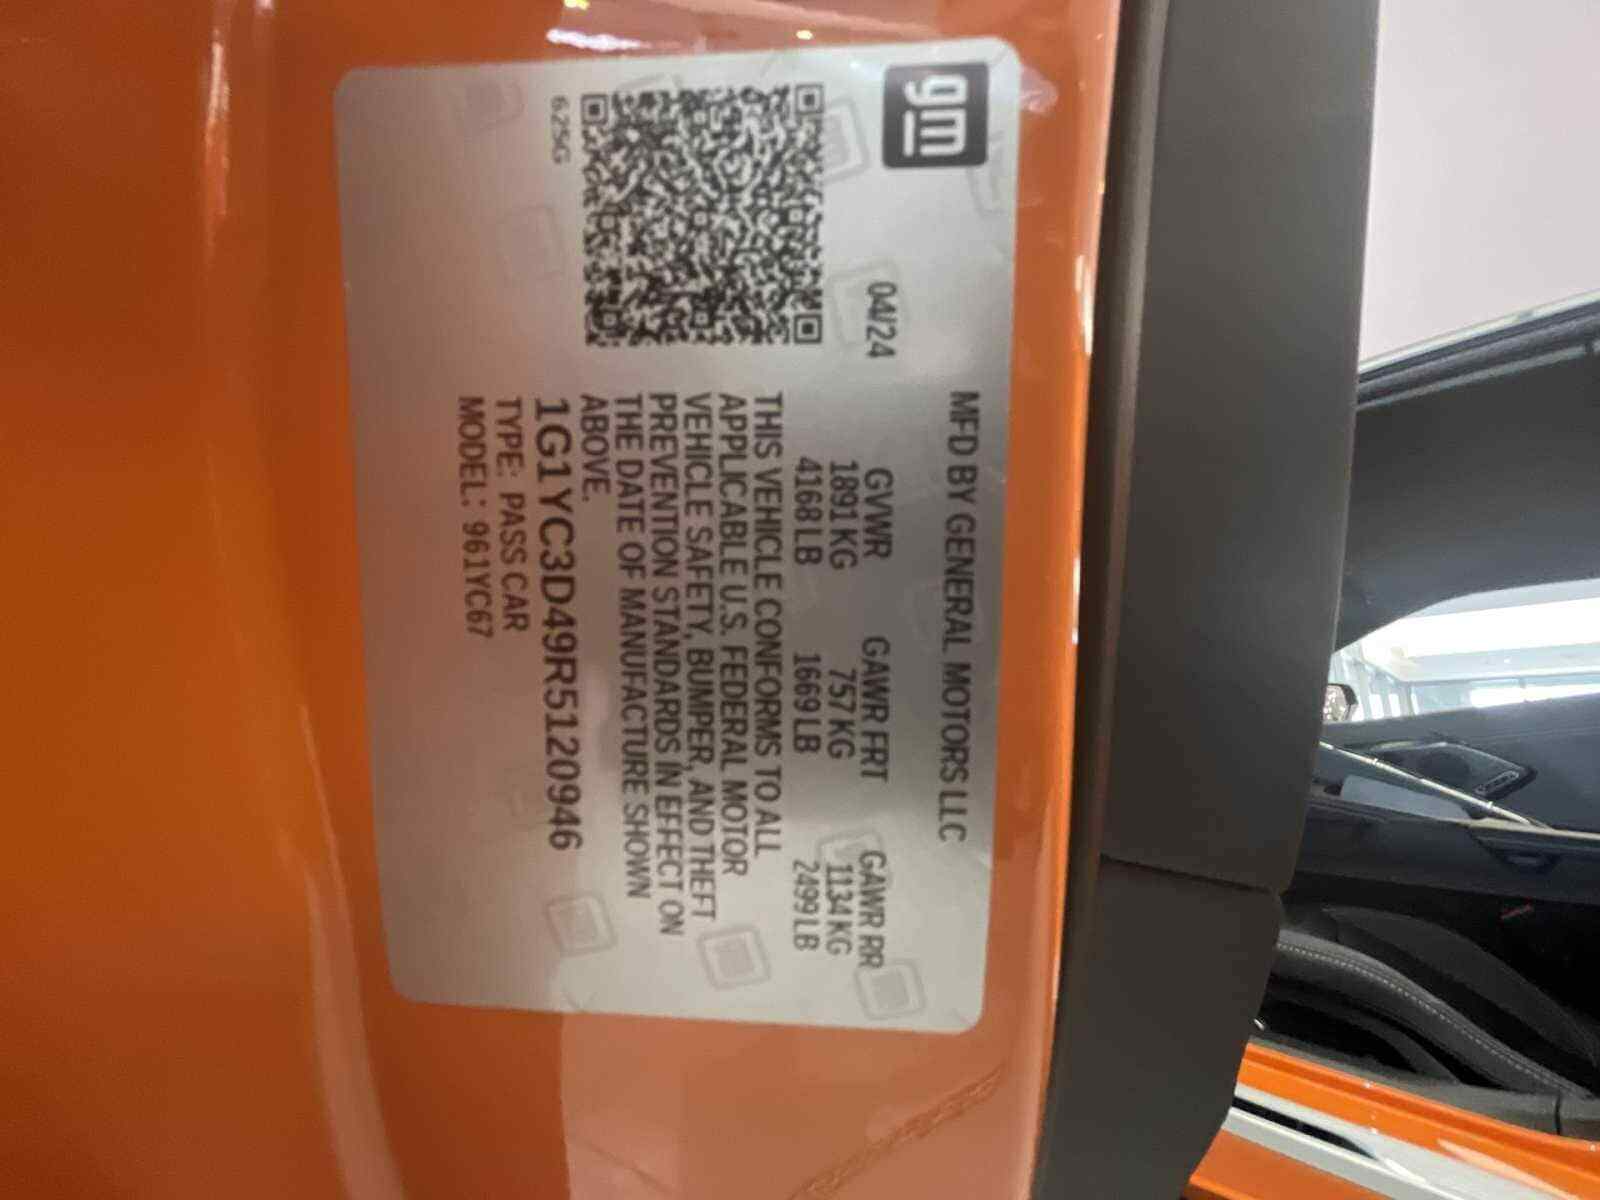 gm
MFD BY GENERAL MOTORS LLC
04/24
GVWR GAWR FRT GAWR RR
1891 KG 757 KG 1134 KG
4168 LB 1669 LB 2499 LB
THIS VEHICLE CONFORMS TO ALL
APPLICABLE U.S. FEDERAL MOTOR
VEHICLE SAFETY, BUMPER, AND THEFT
PREVENTION STANDARDS IN EFFECT ON
THE DATE OF MANUFACTURE SHOWN
ABOVE.
1G1YC3D49R5120946
TYPE: PASS CAR
MODEL: 961YC67
625G